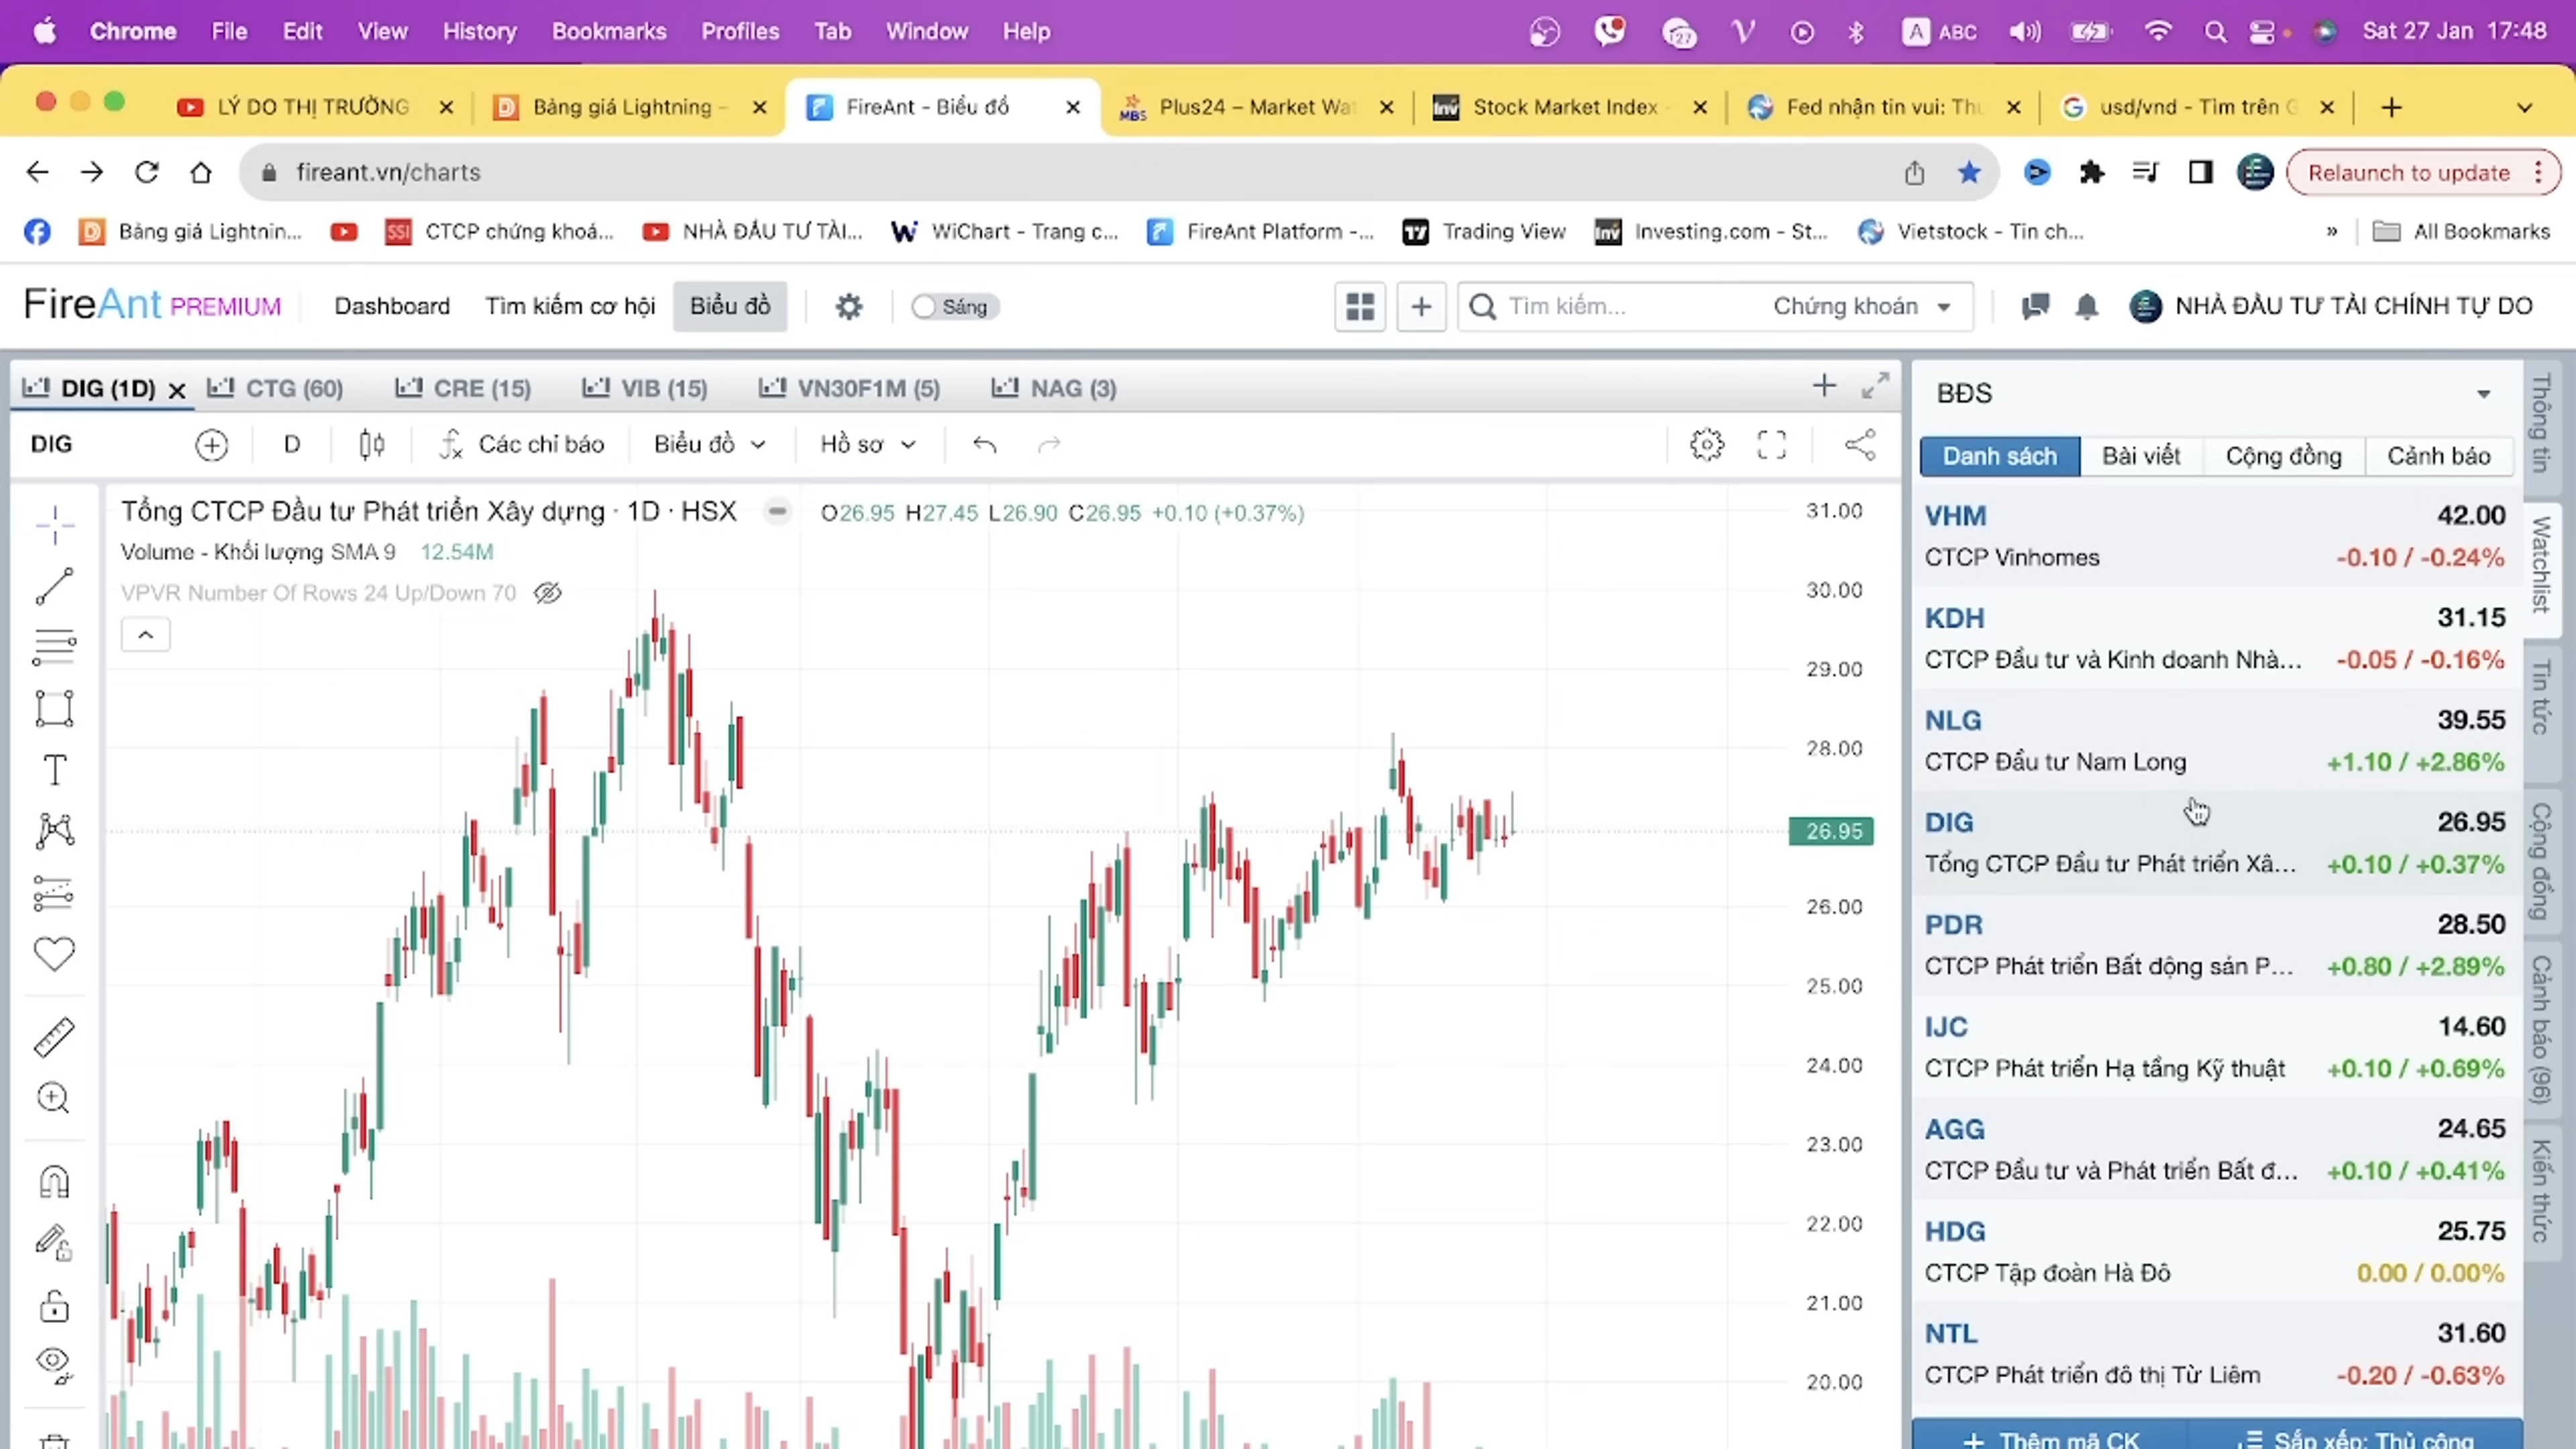 Chrome File Edit View History Bookmarks Profiles Tab Window Help 127 A ABC Sat 27 Jan 17:48
LÝ DO THỊ TRƯỜNG Bảng giá Lightning - FireAnt - Biểu đồ MBS Plus24 – Market Wat Inv Stock Market Index - Fed nhận tin vui: Thu usd/vnd - Tìm trên G
fireant.vn/charts Relaunch to update
Bảng giá Lightnin... SSI CTCP chứng khoá... NHÀ ĐẦU TƯ TÀI... WiChart - Trang c... FireAnt Platform -... Trading View Inv Investing.com - St... Vietstock - Tin ch... » All Bookmarks
FireAnt PREMIUM Dashboard Tìm kiếm cơ hội Biểu đồ Sáng Tìm kiếm... Chứng khoán NHÀ ĐẦU TƯ TÀI CHÍNH TỰ DO
DIG (1D) CTG (60) CRE (15) VIB (15) VN30F1M (5) NAG (3)
DIG D Các chỉ báo Biểu đồ Hồ sơ
Tổng CTCP Đầu tư Phát triển Xây dựng · 1D · HSX O26.95 H27.45 L26.90 C26.95 +0.10 (+0.37%)
Volume - Khối lượng SMA 9 12.54M
VPVR Number Of Rows 24 Up/Down 70
31.00
30.00
29.00
28.00
26.95
26.00
25.00
24.00
23.00
22.00
21.00
20.00
BĐS
Danh sách Bài viết Cộng đồng Cảnh báo
VHM 42.00
CTCP Vinhomes -0.10 / -0.24%
KDH 31.15
CTCP Đầu tư và Kinh doanh Nhà... -0.05 / -0.16%
NLG 39.55
CTCP Đầu tư Nam Long +1.10 / +2.86%
DIG 26.95
Tổng CTCP Đầu tư Phát triển Xâ... +0.10 / +0.37%
PDR 28.50
CTCP Phát triển Bất động sản P... +0.80 / +2.89%
IJC 14.60
CTCP Phát triển Hạ tầng Kỹ thuật +0.10 / +0.69%
AGG 24.65
CTCP Đầu tư và Phát triển Bất đ... +0.10 / +0.41%
HDG 25.75
CTCP Tập đoàn Hà Đô 0.00 / 0.00%
NTL 31.60
CTCP Phát triển đô thị Từ Liêm -0.20 / -0.63%
Thêm mã CK Sắp xếp: Thủ công
Thông tin
Watchlist
Tin tức
Cộng đồng
Cảnh báo (96)
Kiến thức